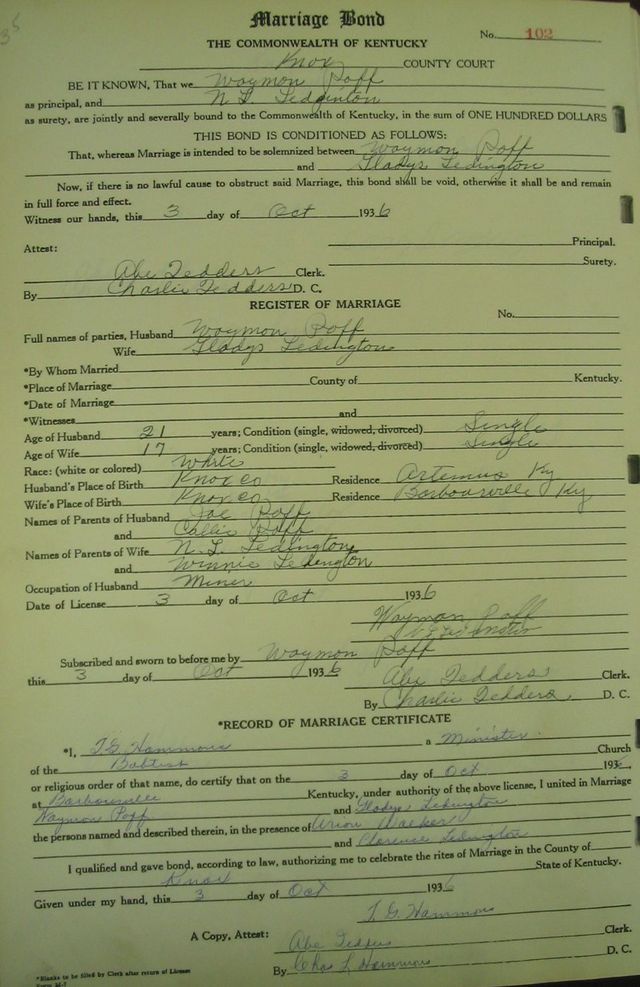 35
Marriage Bond
No. 102
THE COMMONWEALTH OF KENTUCKY
Knox COUNTY COURT
BE IT KNOWN, That we Waymon Poff
as principal, and N. L. Ledginton
as surety, are jointly and severally bound to the Commonwealth of Kentucky, in the sum of ONE HUNDRED DOLLARS
THIS BOND IS CONDITIONED AS FOLLOWS:
That, whereas Marriage is intended to be solemnized between Waymon Poff
and Gladys Ledington
Now, if there is no lawful cause to obstruct said Marriage, this bond shall be void, otherwise it shall be and remain
in full force and effect.
Witness our hands, this 3 day of Oct 1936
Principal.
Attest:
Surety.
Abe Tedders Clerk.
By Charlie Tedders D. C.
REGISTER OF MARRIAGE
No.
Full names of parties, Husband Waymon Poff
Wife Gladys Ledington
*By Whom Married
*Place of Marriage County of Kentucky.
*Date of Marriage
*Witnesses and
Age of Husband 21 years; Condition (single, widowed, divorced) Single
Age of Wife 17 years; Condition (single, widowed, divorced) Single
Race: (white or colored) White
Husband's Place of Birth Knox co Residence Artemus Ky
Wife's Place of Birth Knox co Residence Barbourville Ky
Names of Parents of Husband Joe Poff
and Callie Poff
Names of Parents of Wife N. L. Ledington
and Winnie Ledington
Occupation of Husband Miner
Date of License 3 day of Oct 1936
Waymon Poff
Subscribed and sworn to before me by Waymon Poff
this 3 day of Oct 1936
Abe Tedders Clerk.
By Charlie Tedders D. C.
*RECORD OF MARRIAGE CERTIFICATE
*I, T. G. Hammons a Minister.
of the Babtist Church
or religious order of that name, do certify that on the 3 day of Oct 1936,
at Barbourville Kentucky, under authority of the above license, I united in Marriage
Waymon Poff and Gladys Ledington
the persons named and described therein, in the presence of Walker
and Clarence Ledington
I qualified and gave bond, according to law, authorizing me to celebrate the rites of Marriage in the County of
Knox State of Kentucky.
Given under my hand, this 3 day of Oct 1936
T. G. Hammons
A Copy, Attest: Abe Tedders Clerk.
By Chas L Hammons D. C.
*Blanks to be filled by Clerk after return of License